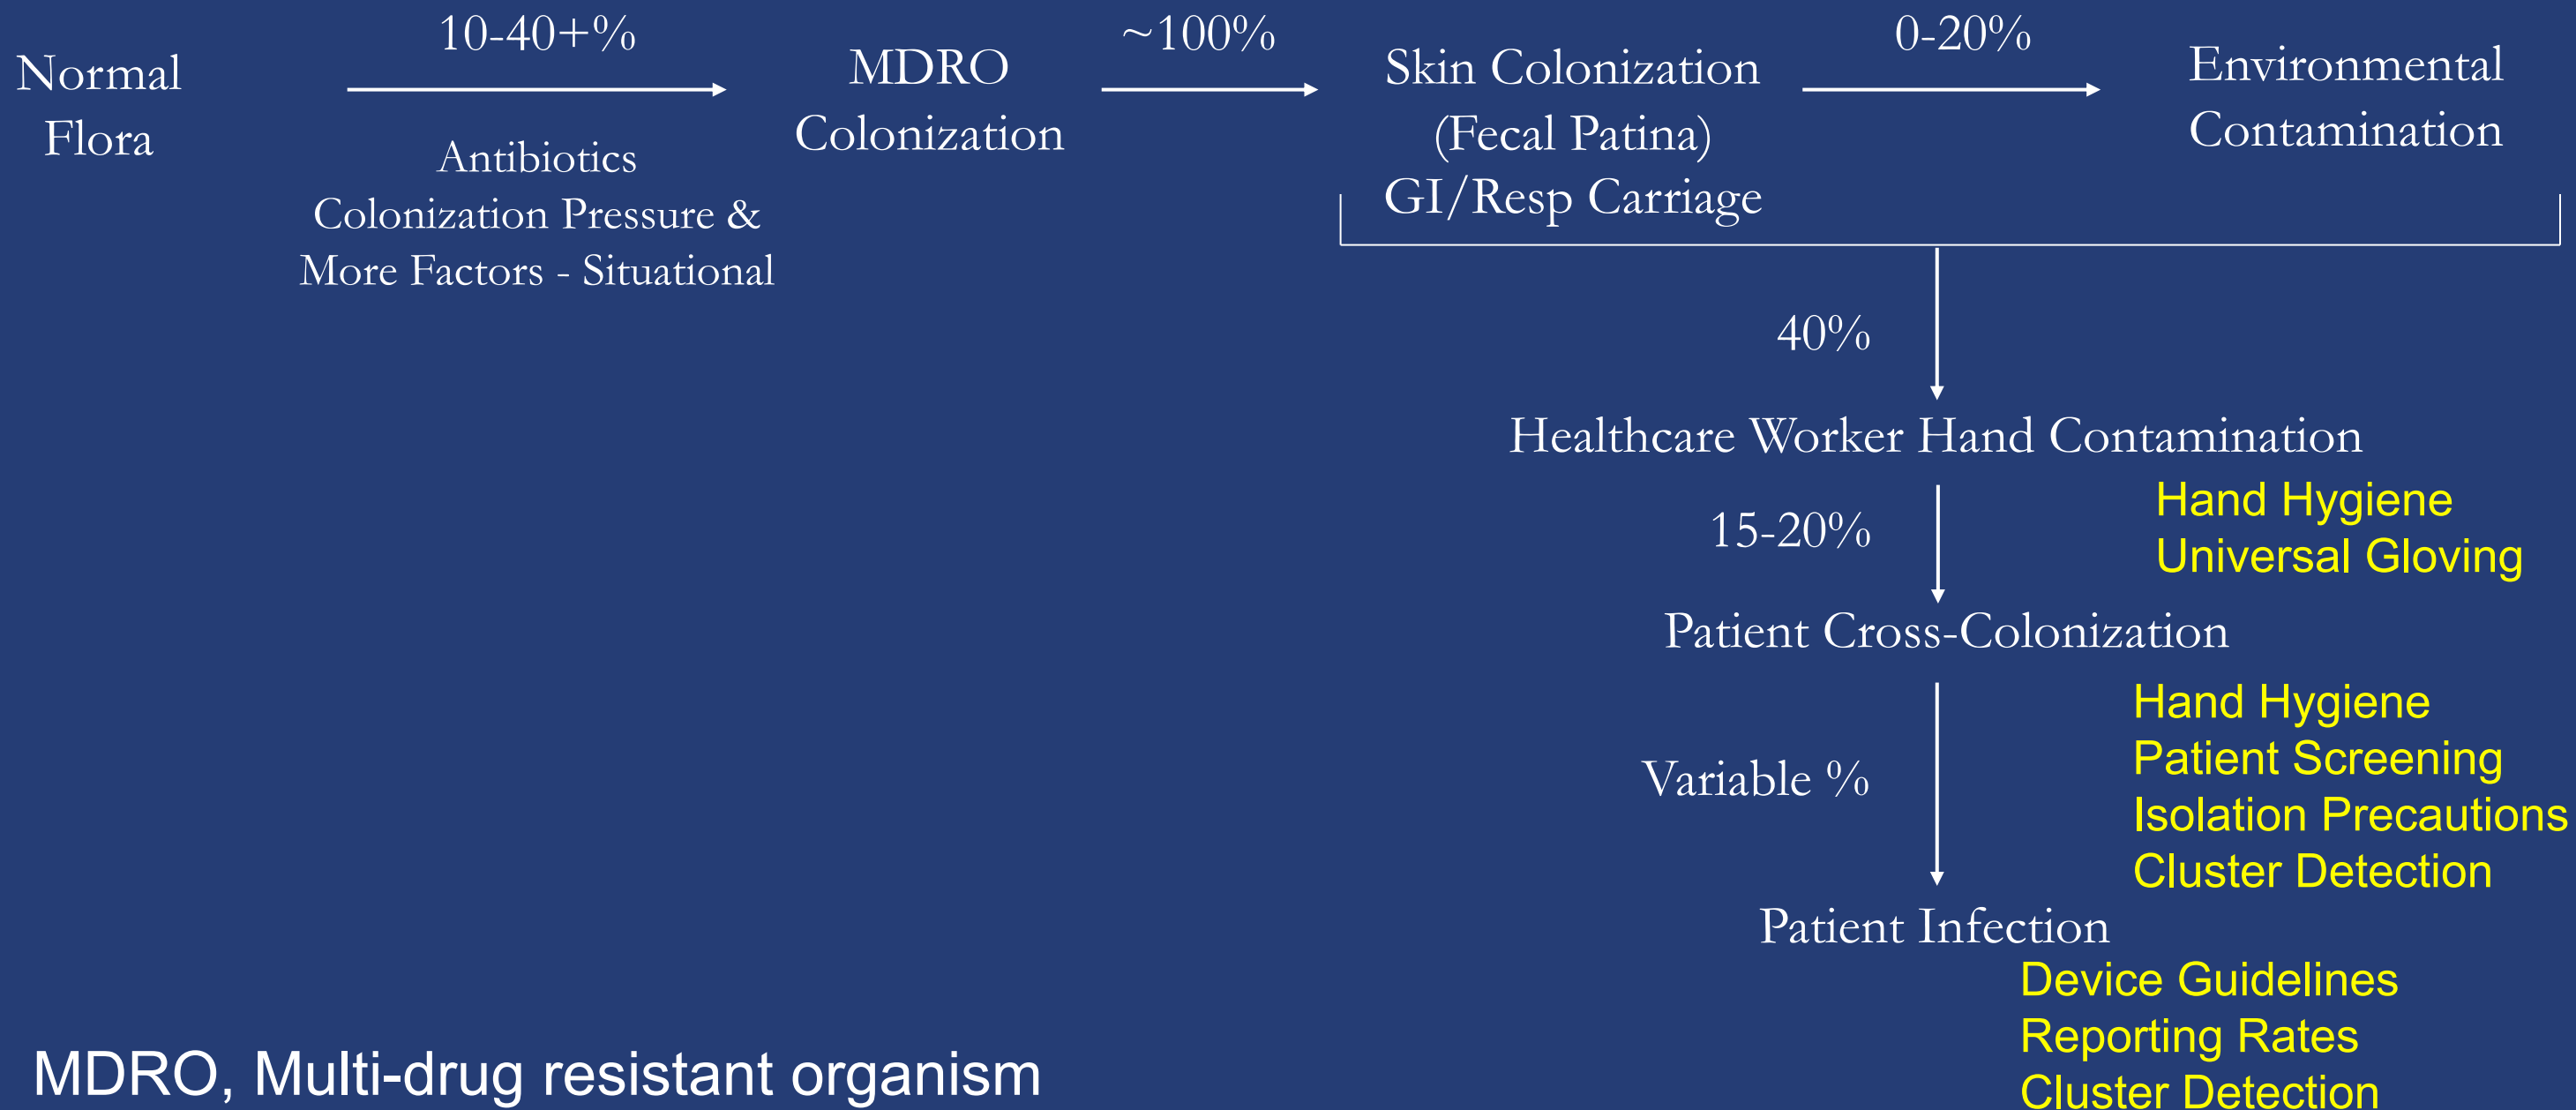 Normal
Flora
10-40+%
Antibiotics
Colonization Pressure &
More Factors - Situational
MDRO
Colonization
~100%
Skin Colonization
(Fecal Patina)
GI/Resp Carriage
0-20%
Environmental
Contamination
40%
Healthcare Worker Hand Contamination
15-20%
Hand Hygiene
Universal Gloving
Patient Cross-Colonization
Variable %
Hand Hygiene
Patient Screening
Isolation Precautions
Cluster Detection
Patient Infection
Device Guidelines
Reporting Rates
Cluster Detection
MDRO, Multi-drug resistant organism